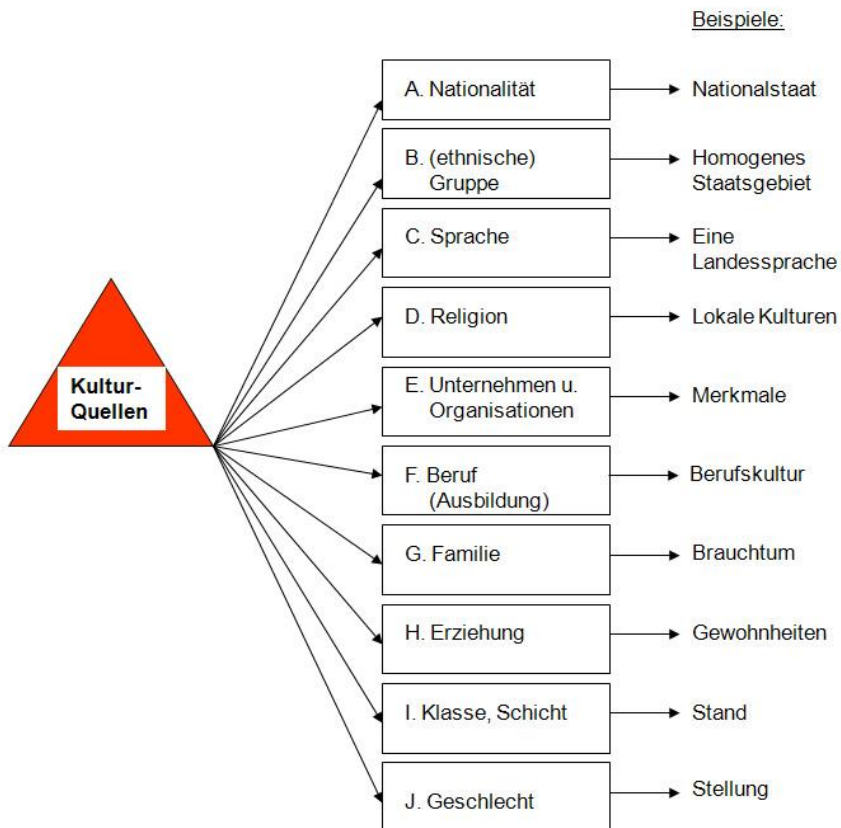 Beispiele:
A. Nationalität
Nationalstaat
B. (ethnische)
Gruppe
Homogenes
Staatsgebiet
C. Sprache
Eine
Landessprache
D. Religion
Lokale Kulturen
Kultur-
Quellen
E. Unternehmen u.
Organisationen
Merkmale
F. Beruf
(Ausbildung)
Berufskultur
G. Familie
Brauchtum
H. Erziehung
Gewohnheiten
I. Klasse, Schicht
Stand
J. Geschlecht
Stellung